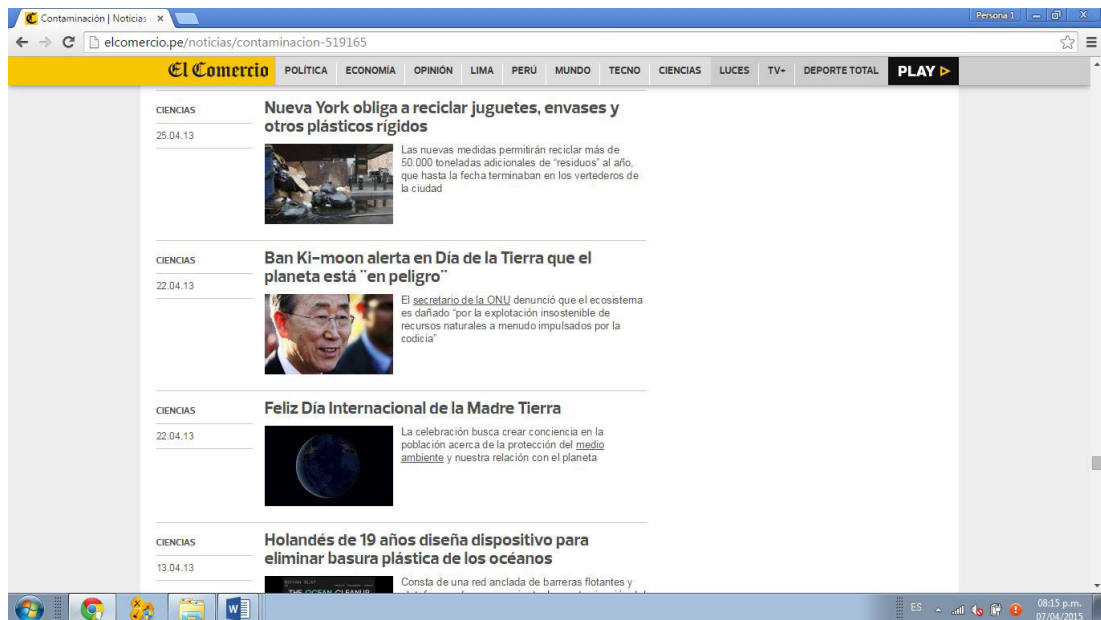 Contaminación | Noticias
Persona 1
elcomercio.pe/noticias/contaminacion-519165
El Comercio POLÍTICA ECONOMÍA OPINIÓN LIMA PERÚ MUNDO TECNO CIENCIAS LUCES TV+ DEPORTE TOTAL PLAY
CIENCIAS
25.04.13
Nueva York obliga a reciclar juguetes, envases y
otros plásticos rígidos
Las nuevas medidas permitirán reciclar más de
50.000 toneladas adicionales de “residuos” al año,
que hasta la fecha terminaban en los vertederos de
la ciudad
CIENCIAS
22.04.13
Ban Ki-moon alerta en Día de la Tierra que el
planeta está ¨en peligro¨
El secretario de la ONU denunció que el ecosistema
es dañado “por la explotación insostenible de
recursos naturales a menudo impulsados por la
codicia”
CIENCIAS
22.04.13
Feliz Día Internacional de la Madre Tierra
La celebración busca crear conciencia en la
población acerca de la protección del medio
ambiente y nuestra relación con el planeta
CIENCIAS
13.04.13
Holandés de 19 años diseña dispositivo para
eliminar basura plástica de los océanos
THE OCEAN CLEANUP
Consta de una red anclada de barreras flotantes y
ES
08:15 p.m.
07/04/2015